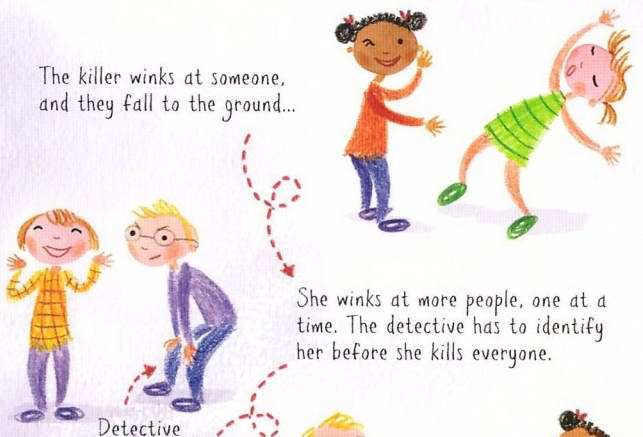 The killer winks at someone,
and they fall to the ground...
She winks at more people, one at a
time. The detective has to identify
her before she kills everyone.
Detective